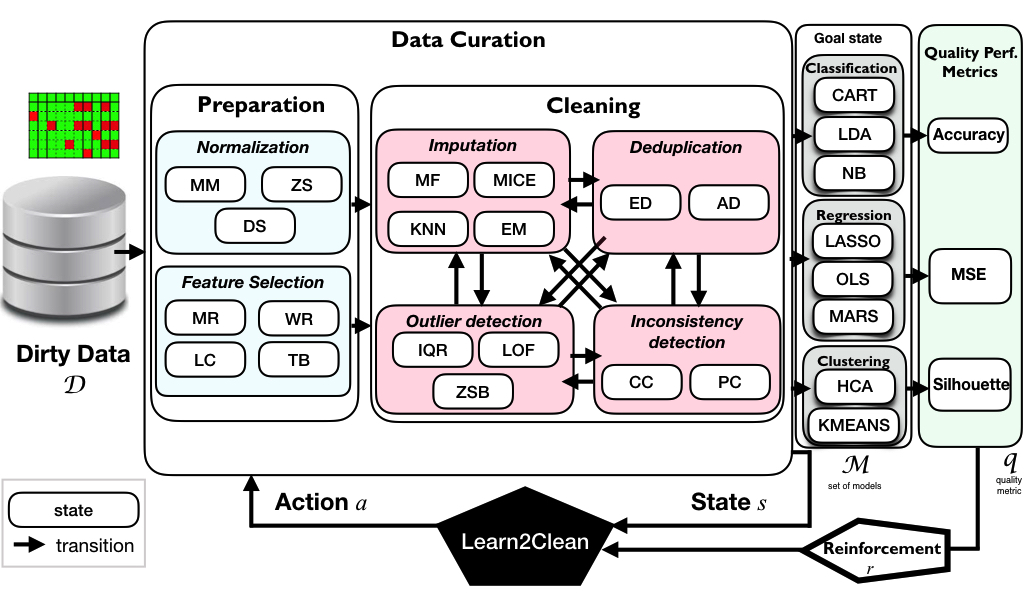 Data Curation
Preparation
Normalization
MM
ZS
DS
Feature Selection
MR
WR
LC
TB
Cleaning
Imputation
MF
MICE
KNN
EM
Deduplication
ED
AD
Outlier detection
IQR
LOF
ZSB
Inconsistency
detection
CC
PC
Goal state
Classification
CART
LDA
NB
Regression
LASSO
OLS
MARS
Clustering
HCA
KMEANS
Quality Perf.
Metrics
Accuracy
MSE
Silhouette
Dirty Data
𝒟
ℳ
set of models
q
quality
metric
state
transition
Action a
State s
Learn2Clean
Reinforcement
r